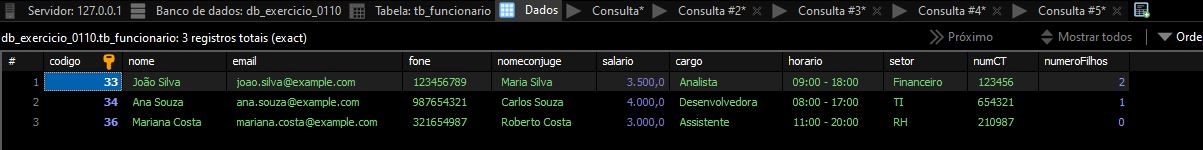 Servidor: 127.0.0.1 Banco de dados: db_exercicio_0110 Tabela: tb_funcionario Dados Consulta* Consulta #2* Consulta #3* Consulta #4* Consulta #5*
db_exercicio_0110.tb_funcionario: 3 registros totais (exact) Próximo Mostrar todos Orde
# codigo nome email fone nomeconjuge salario cargo horario setor numCT numeroFilhos
1 33 João Silva joao.silva@example.com 123456789 Maria Silva 3.500,0 Analista 09:00 - 18:00 Financeiro 123456 2
2 34 Ana Souza ana.souza@example.com 987654321 Carlos Souza 4.000,0 Desenvolvedora 08:00 - 17:00 TI 654321 1
3 36 Mariana Costa mariana.costa@example.com 321654987 Roberto Costa 3.000,0 Assistente 11:00 - 20:00 RH 210987 0